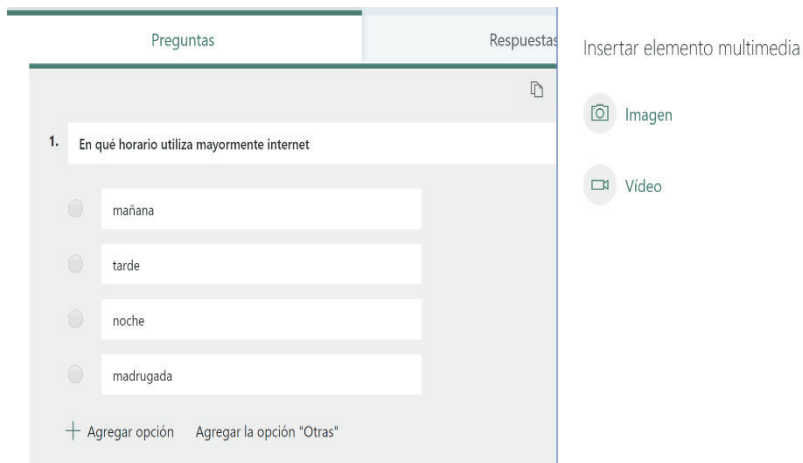 Preguntas
Respuestas
1. En qué horario utiliza mayormente internet
mañana
tarde
noche
madrugada
Agregar opción
Agregar la opción "Otras"
Insertar elemento multimedia
Imagen
Vídeo